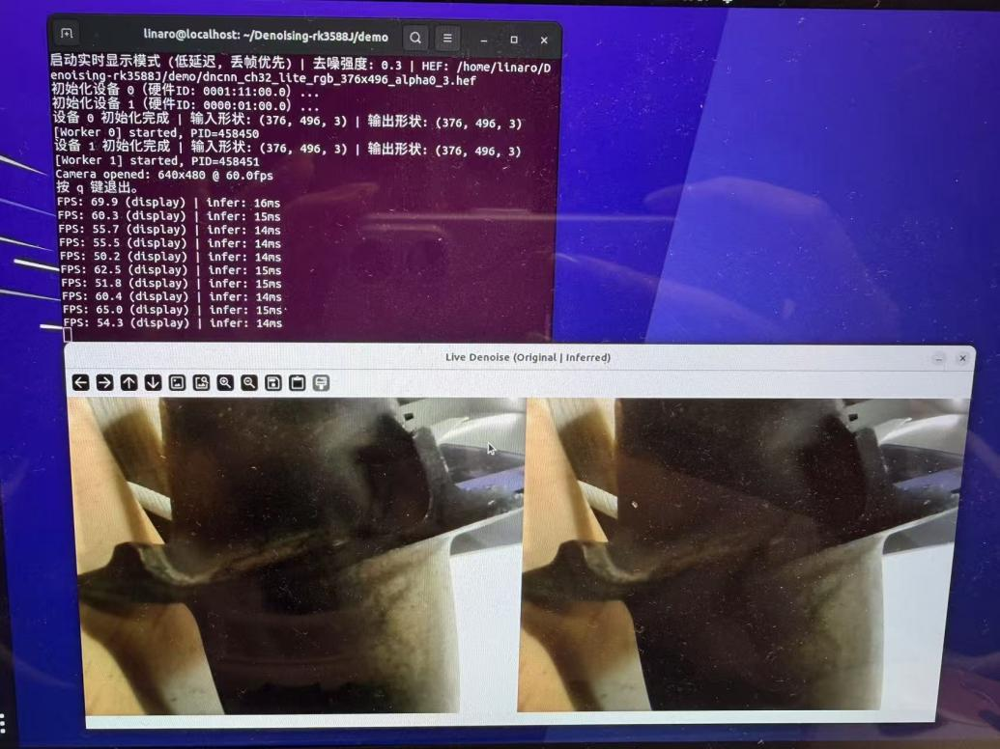 linaro@localhost: ~/Denoising-rk3588J/demo
启动实时显示模式 (低延迟, 丢帧优先) | 去噪强度: 0.3 | HEF: /home/linaro/D
enoising-rk3588J/demo/dncnn_ch32_lite_rgb_376x496_alpha0_3.hef
初始化设备 0 (硬件ID: 0001:11:00.0) ...
初始化设备 1 (硬件ID: 0000:01:00.0) ...
设备 0 初始化完成 | 输入形状: (376, 496, 3) | 输出形状: (376, 496, 3)
[Worker 0] started, PID=458450
设备 1 初始化完成 | 输入形状: (376, 496, 3) | 输出形状: (376, 496, 3)
[Worker 1] started, PID=458451
Camera opened: 640x480 @ 60.0fps
按 q 键退出。
FPS: 69.9 (display) | infer: 16ms
FPS: 60.3 (display) | infer: 15ms
FPS: 55.7 (display) | infer: 14ms
FPS: 55.5 (display) | infer: 14ms
FPS: 50.2 (display) | infer: 14ms
FPS: 62.5 (display) | infer: 15ms
FPS: 51.8 (display) | infer: 15ms
FPS: 60.4 (display) | infer: 14ms
FPS: 65.0 (display) | infer: 15ms
FPS: 54.3 (display) | infer: 14ms
Live Denoise (Original | Inferred)